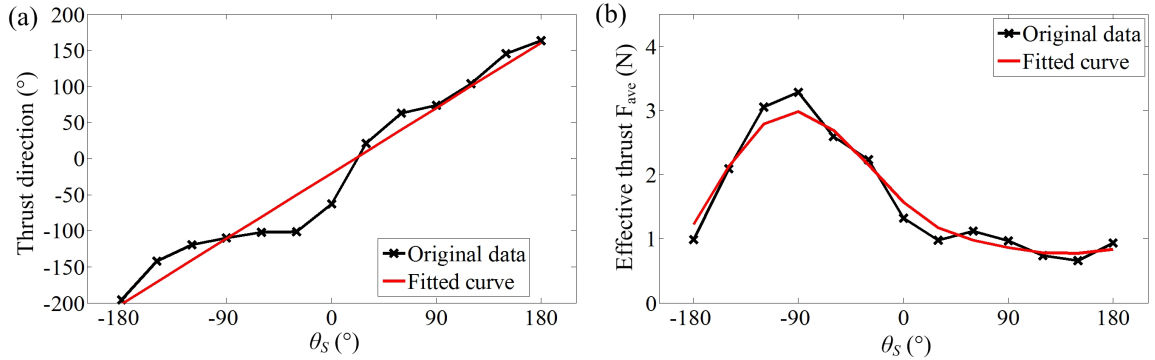 (a)
200
150
100
50
0
-50
-100
-150
-200
Thrust direction (°)
-180 -90 0 90 180
θS (°)
Original data
Fitted curve
(b)
4
3
2
1
0
Effective thrust Fave (N)
-180 -90 0 90 180
θS (°)
Original data
Fitted curve